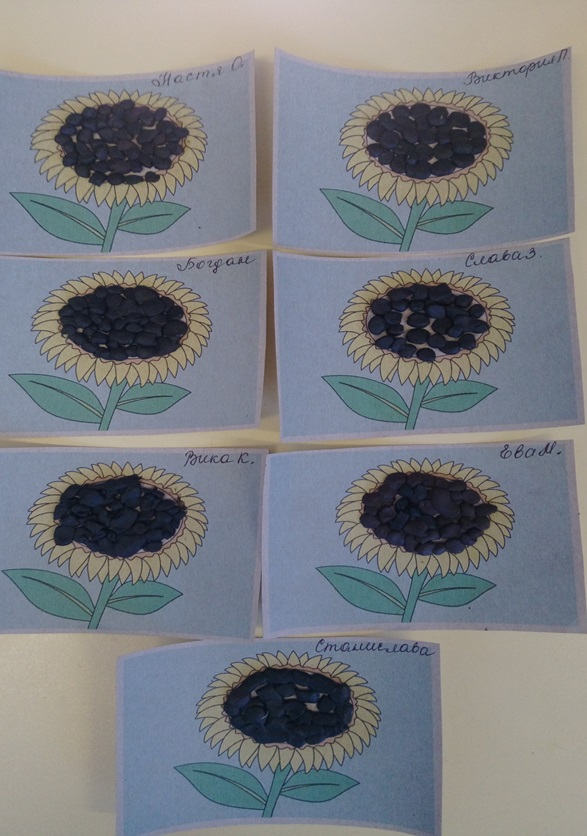 Настя О.
Виктория П.
Богдан
Слава З.
Вика К.
Ева М.
Станислава